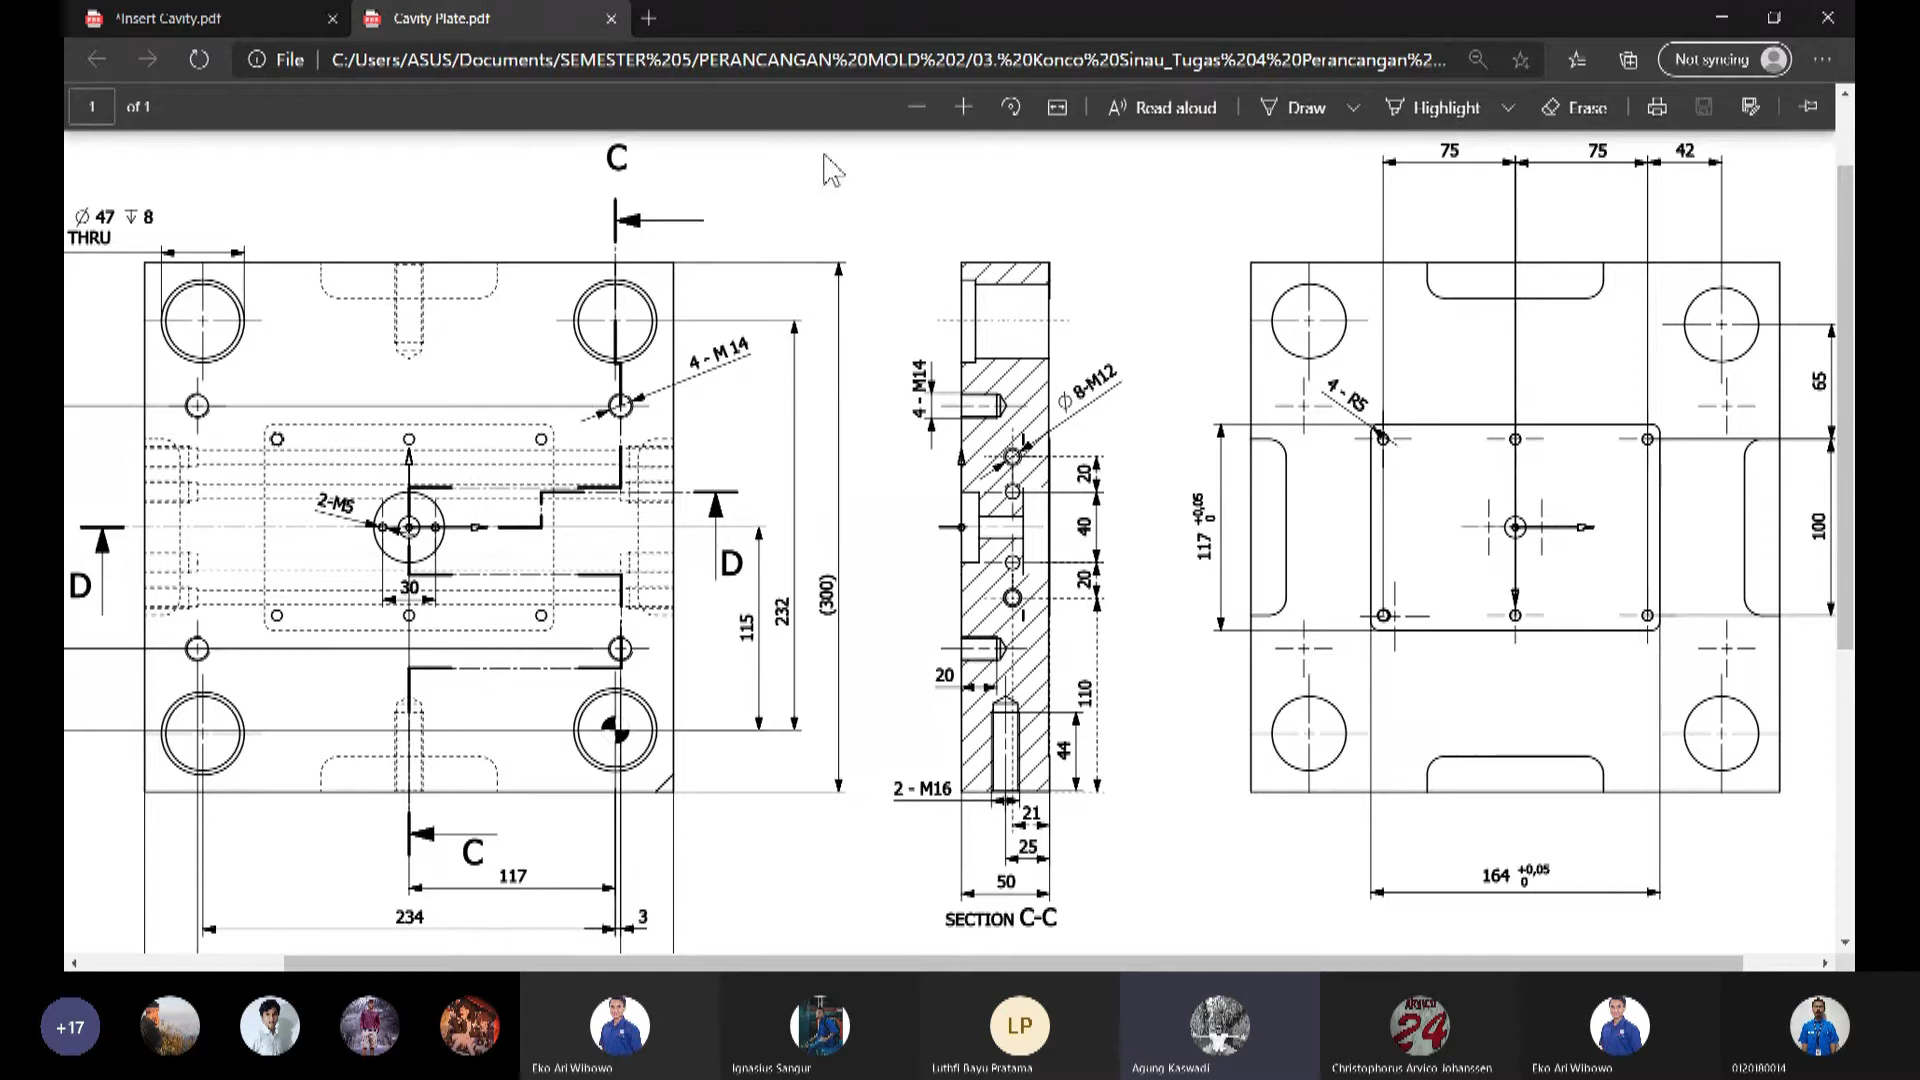 *Insert Cavity.pdf
Cavity Plate.pdf
File
C:/Users/ASUS/Documents/SEMESTER%205/PERANCANGAN%20MOLD%202/03.%20Konco%20Sinau_Tugas%204%20Perancangan%2...
Not syncing
1 of 1
Read aloud
Draw
Highlight
Erase
C
75 75 42
∅ 47 ↧ 8
THRU
4 - M 14
4 - M14
∅ 8-M12
4 - R5
65
2-M5
20
40
20
117 +0,05 0
100
D
D
30
115
232
(300)
20
110
44
2 - M16
21
25
50
C
117
234
3
164 +0,05 0
SECTION C-C
+17
LP
ARVICO
24
Eko Ari Wibowo
Ignasius Sangur
Luthfi Bayu Pratama
Agung Kaswadi
Christophorus Arvico Johanssen
Eko Ari Wibowo
0120180014